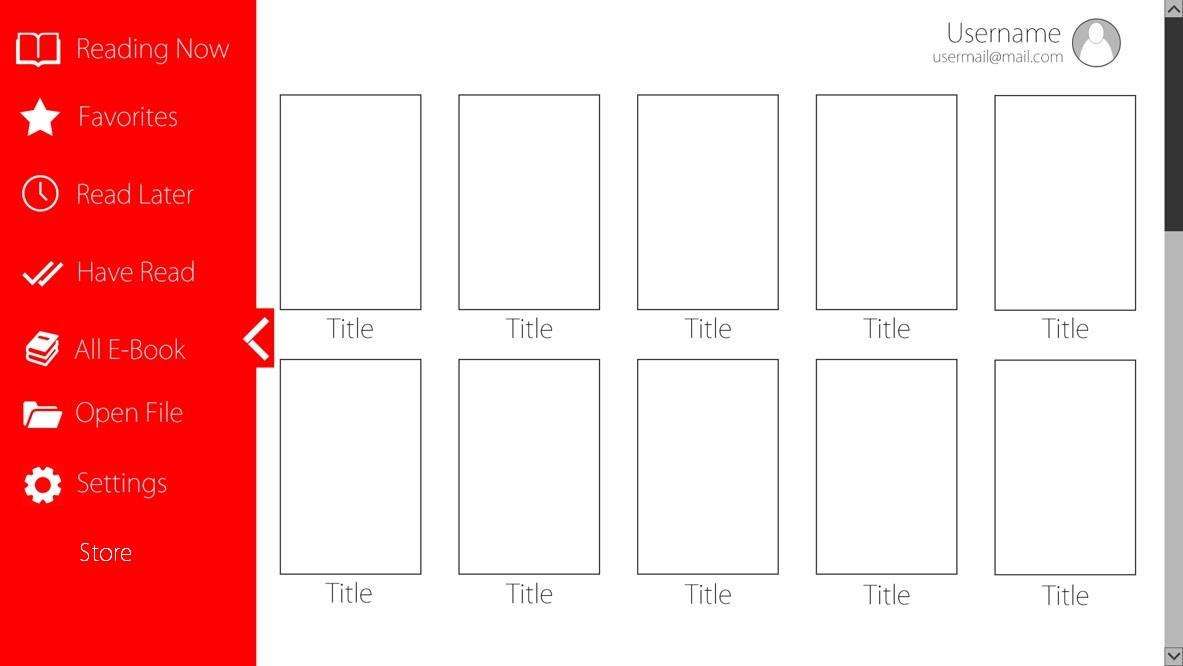 Reading Now
Favorites
Read Later
Have Read
All E-Book
Open File
Settings
Store
Username
usermail@mail.com
Title
Title
Title
Title
Title
Title
Title
Title
Title
Title